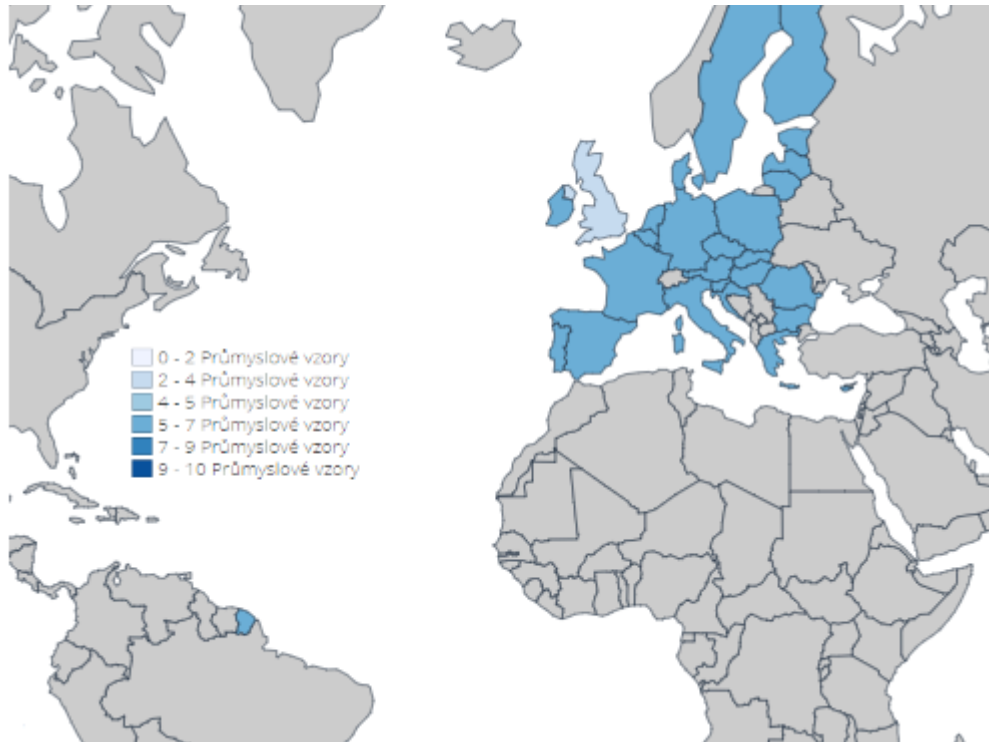 0 - 2 Průmyslové vzory
2 - 4 Průmyslové vzory
4 - 5 Průmyslové vzory
5 - 7 Průmyslové vzory
7 - 9 Průmyslové vzory
9 - 10 Průmyslové vzory